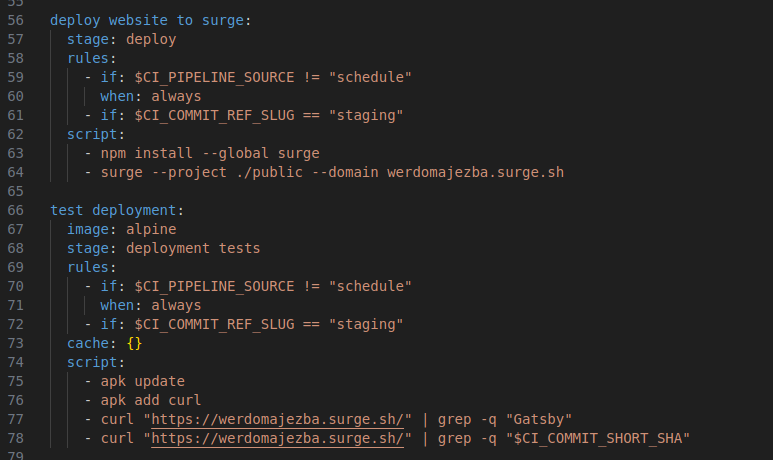 55
56 deploy website to surge:
57 stage: deploy
58 rules:
59 - if: $CI_PIPELINE_SOURCE != "schedule"
60 when: always
61 - if: $CI_COMMIT_REF_SLUG == "staging"
62 script:
63 - npm install --global surge
64 - surge --project ./public --domain werdomajezba.surge.sh
65
66 test deployment:
67 image: alpine
68 stage: deployment tests
69 rules:
70 - if: $CI_PIPELINE_SOURCE != "schedule"
71 when: always
72 - if: $CI_COMMIT_REF_SLUG == "staging"
73 cache: {}
74 script:
75 - apk update
76 - apk add curl
77 - curl "https://werdomajezba.surge.sh/" | grep -q "Gatsby"
78 - curl "https://werdomajezba.surge.sh/" | grep -q "$CI_COMMIT_SHORT_SHA"
79